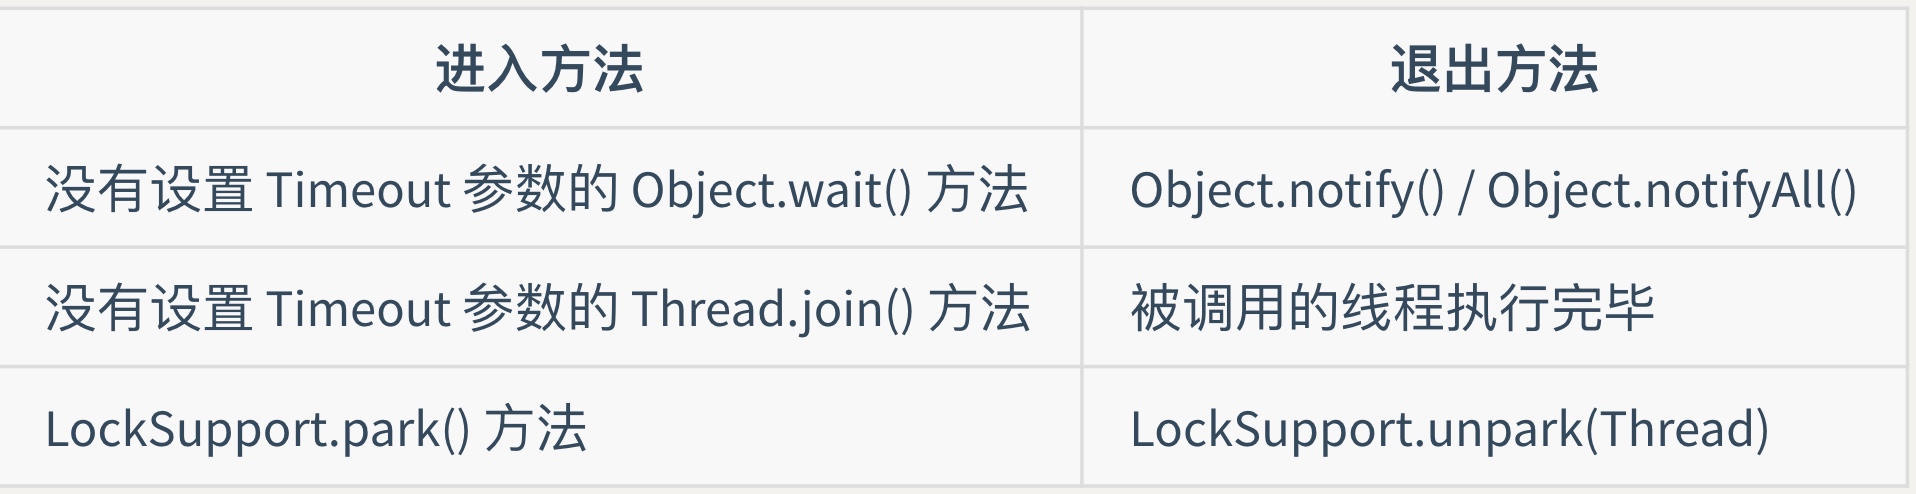 进入方法 退出方法
没有设置 Timeout 参数的 Object.wait() 方法 Object.notify() / Object.notifyAll()
没有设置 Timeout 参数的 Thread.join() 方法 被调用的线程执行完毕
LockSupport.park() 方法 LockSupport.unpark(Thread)